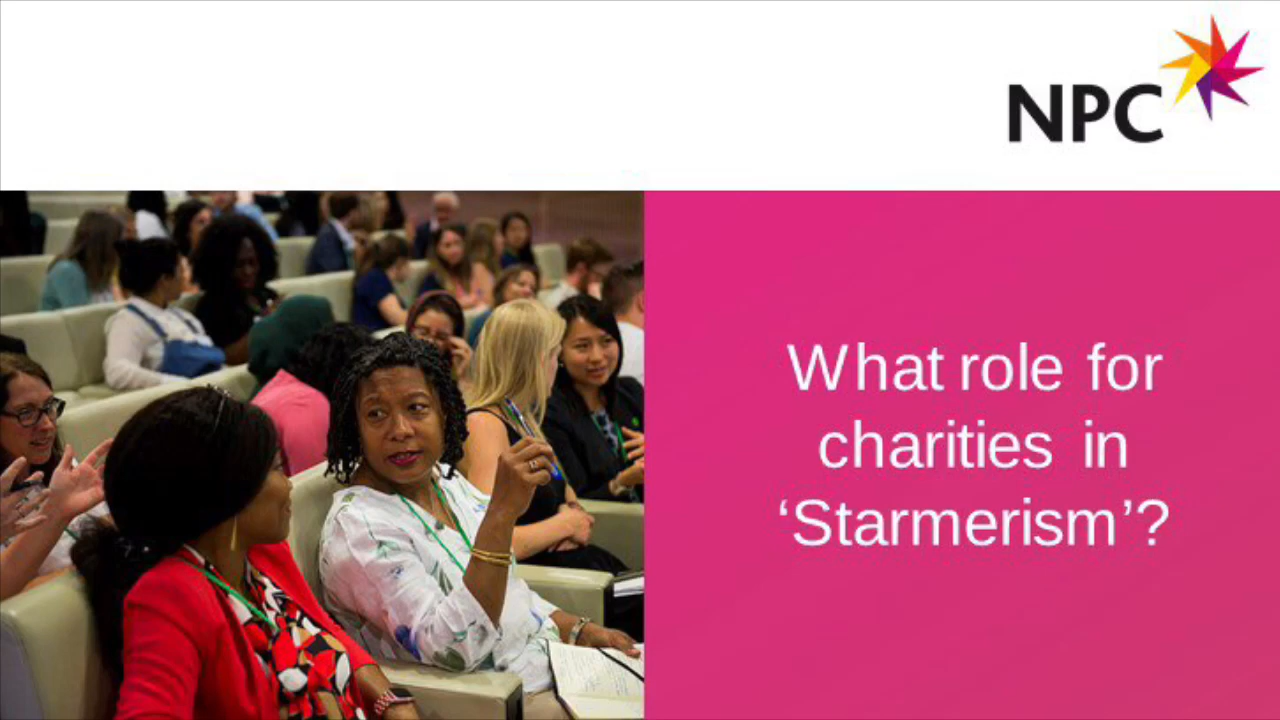 NPC
What role for
charities in
‘Starmerism’?